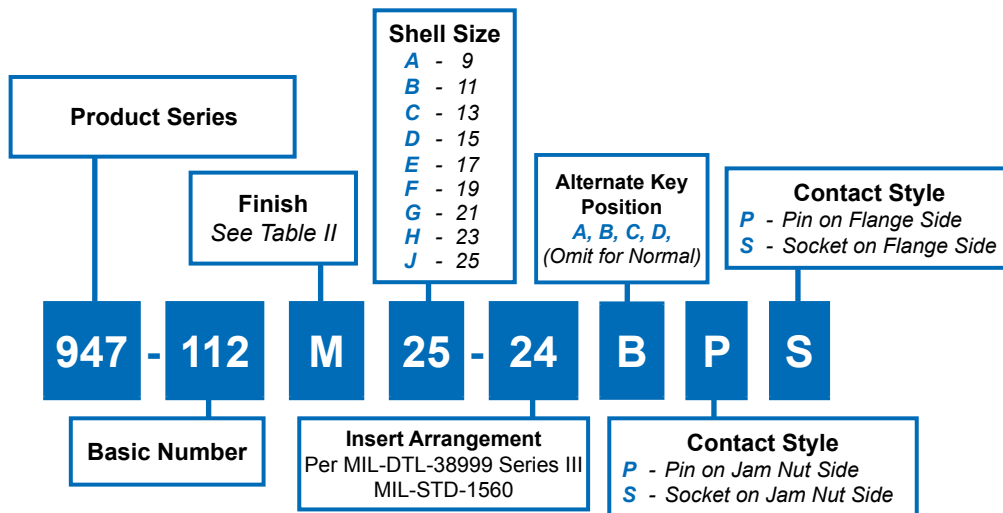 Shell Size
A - 9
B - 11
C - 13
D - 15
E - 17
F - 19
G - 21
H - 23
J - 25
Product Series
Finish
See Table II
Alternate Key
Position
A, B, C, D,
(Omit for Normal)
Contact Style
P - Pin on Flange Side
S - Socket on Flange Side
947 - 112 M 25 - 24 B P S
Basic Number
Insert Arrangement
Per MIL-DTL-38999 Series III
MIL-STD-1560
Contact Style
P - Pin on Jam Nut Side
S - Socket on Jam Nut Side